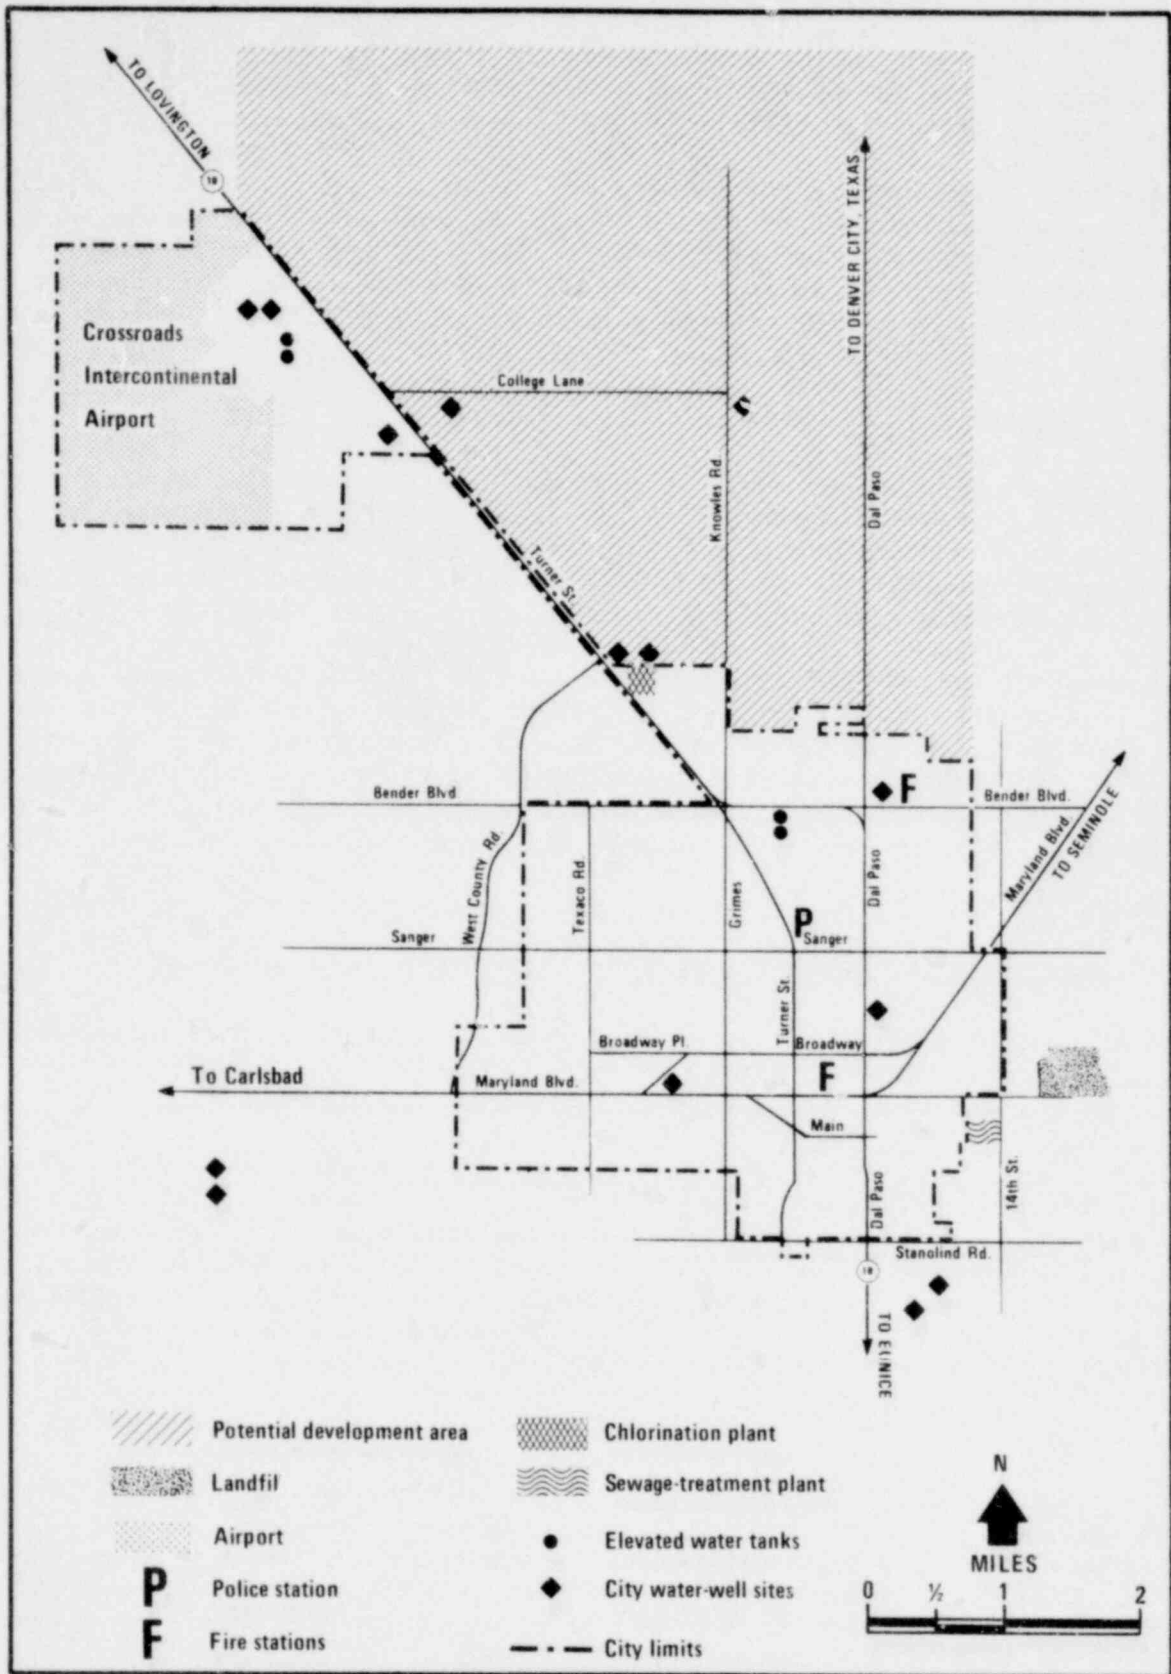 TO LOVINGTON
18
TO DENVER CITY, TEXAS
Crossroads
Intercontinental
Airport
College Lane
Knowles Rd.
Dal Paso
Turner St.
Bender Blvd.
F
Bender Blvd.
Maryland Blvd.
TO SEMINOLE
West County Rd.
Texaco Rd
Grimes
Dal Paso
P
Sanger
Sanger
Turner St.
Broadway Pl.
Broadway
To Carlsbad
Maryland Blvd.
F
Main
14th St.
Dal Paso
Stanolind Rd.
18
TO EUNICE
Potential development area
Landfil
Airport
P Police station
F Fire stations
Chlorination plant
Sewage-treatment plant
Elevated water tanks
City water-well sites
City limits
N
MILES
0 ½ 1 2